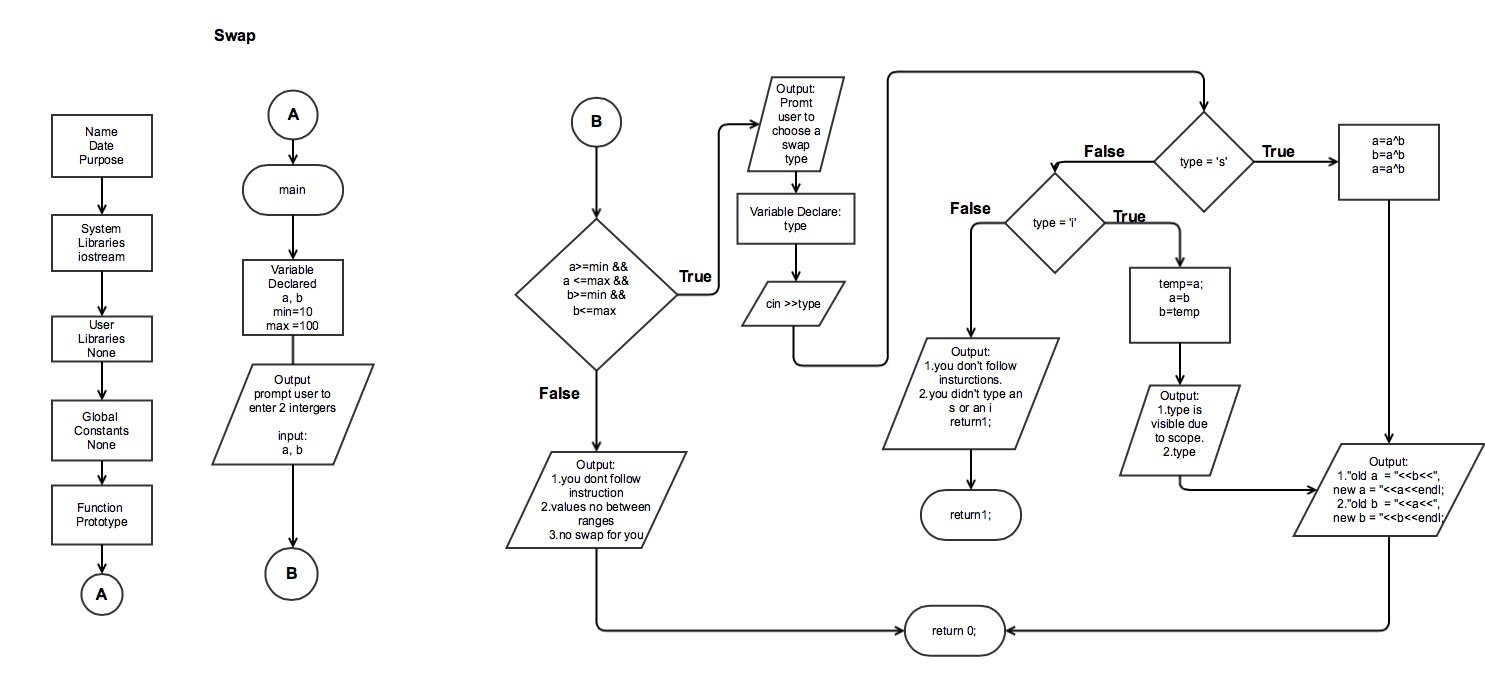 Swap
Name
Date
Purpose
System
Libraries
iostream
User
Libraries
None
Global
Constants
None
Function
Prototype
A
A
main
Variable
Declared
a, b
min=10
max =100
Output
prompt user to
enter 2 intergers
input:
a, b
B
B
a>=min &&
a <=max &&
b>=min &&
b<=max
True
False
Output:
1.you dont follow
instruction
2.values no between
ranges
3.no swap for you
Output:
Promt
user to
choose a
swap
type
Variable Declare:
type
cin >>type
type = 's'
False
True
type = 'i'
False
True
Output:
1.you don't follow
insturctions.
2.you didn't type an
s or an i
return1;
return1;
temp=a;
a=b
b=temp
Output:
1.type is
visible due
to scope.
2.type
a=a^b
b=a^b
a=a^b
Output:
1."old a  = "<<b<<",
new a = "<<a<<endl;
2."old b  = "<<a<<",
new b = "<<b<<endl;
return 0;